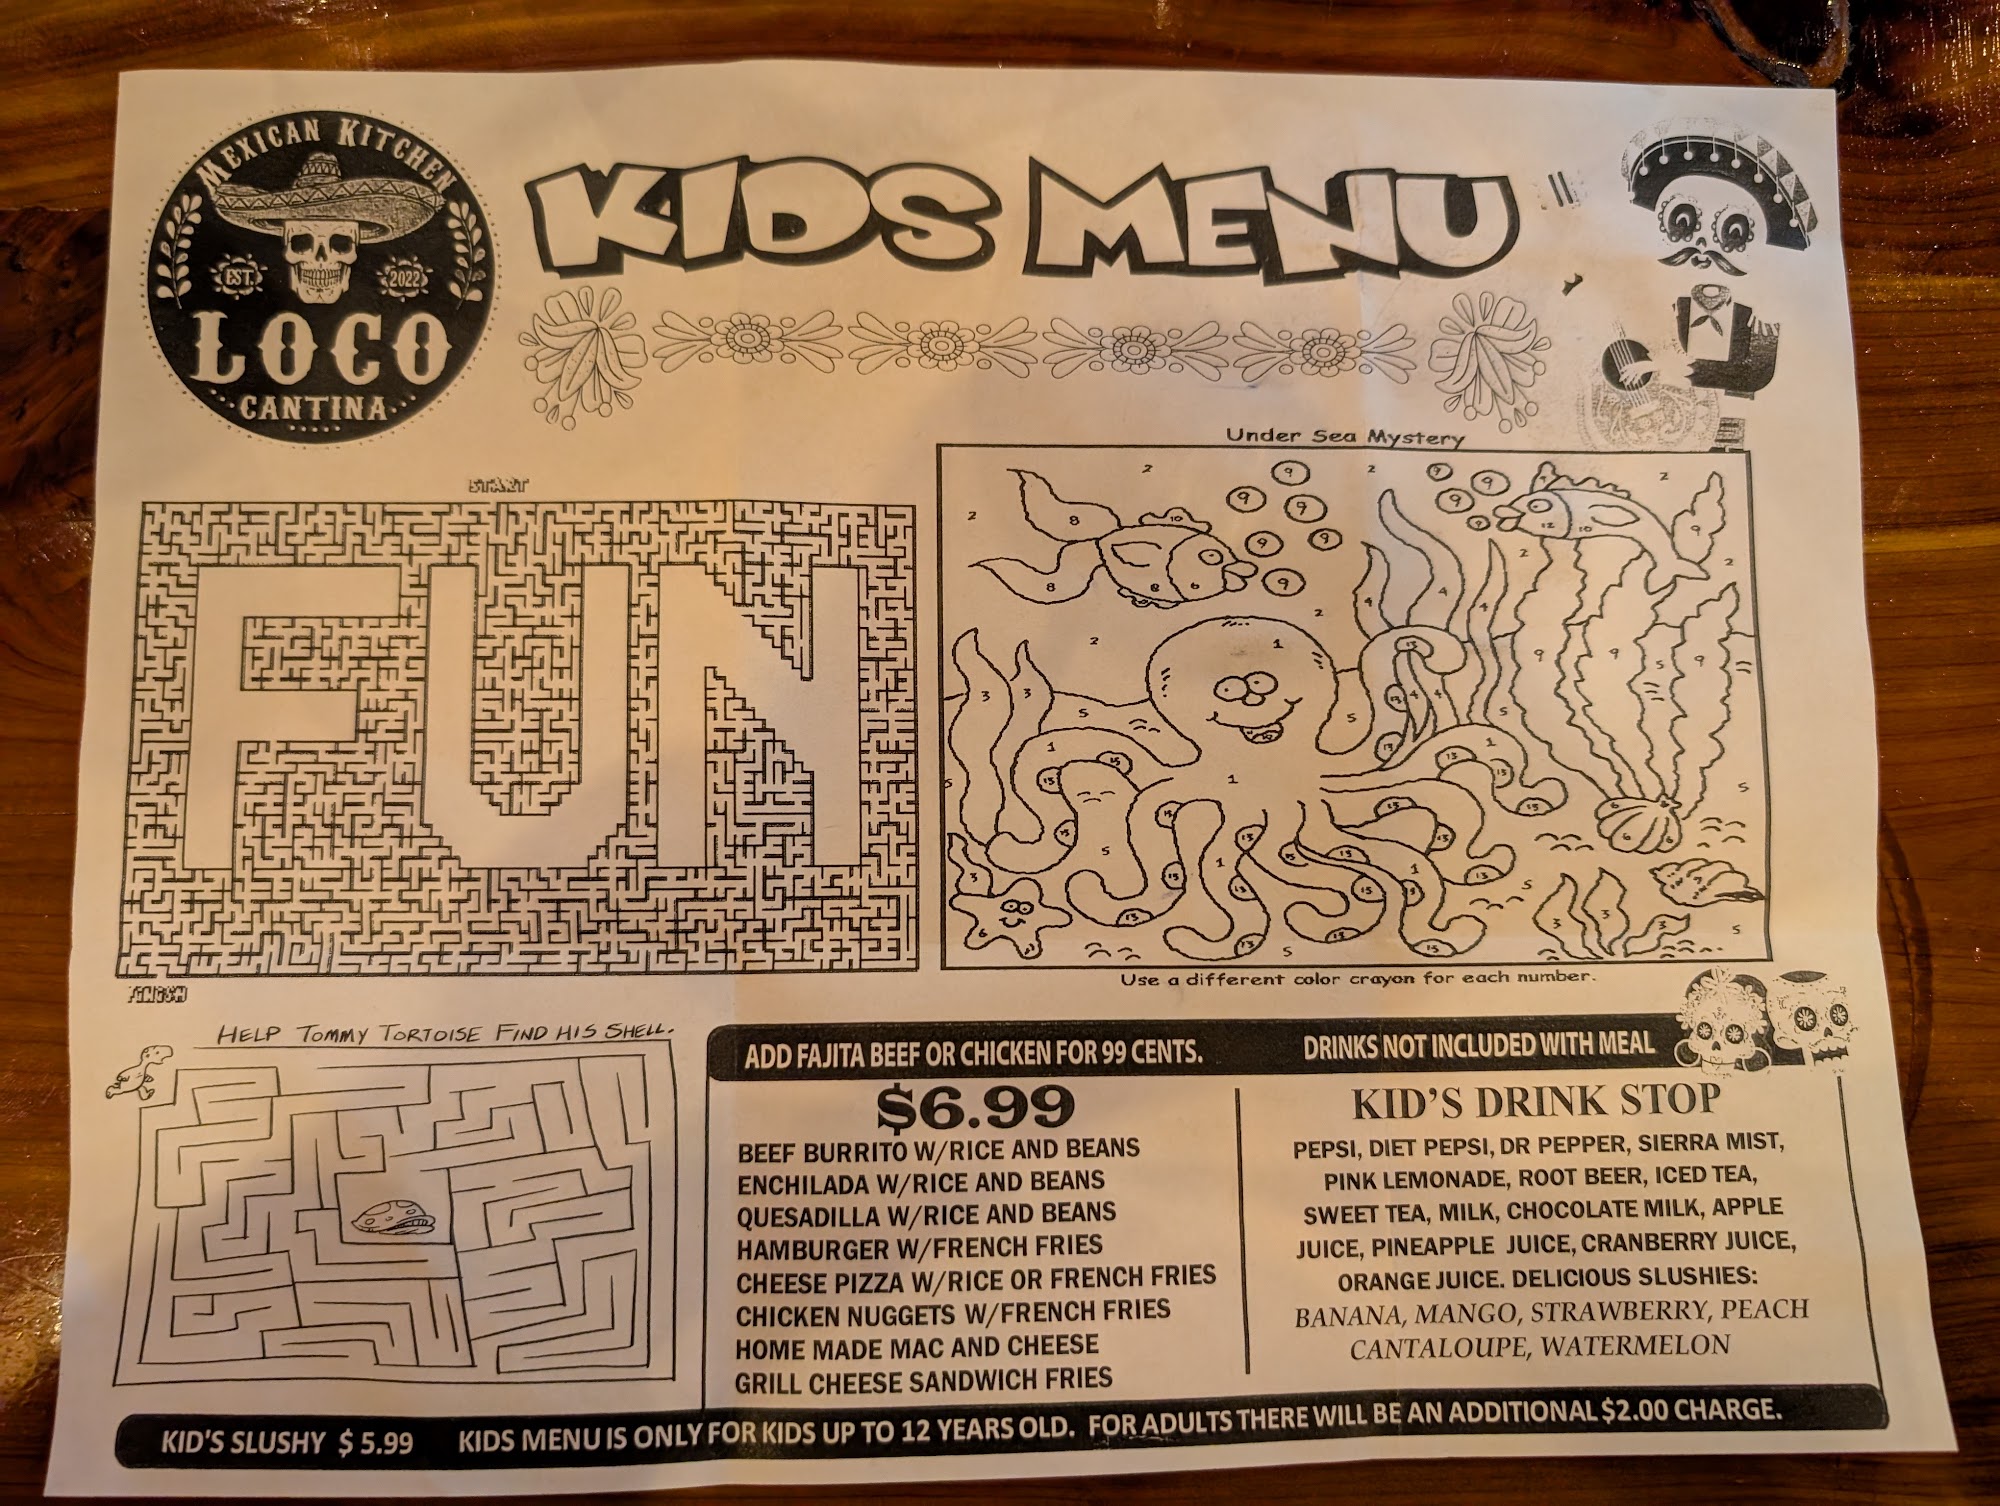 MEXICAN KITCHEN
EST. 2022
LOCO
CANTINA
KIDS MENU
START
FUN
FINISH
Under Sea Mystery
Use a different color crayon for each number.
HELP TOMMY TORTOISE FIND HIS SHELL.
ADD FAJITA BEEF OR CHICKEN FOR 99 CENTS.
DRINKS NOT INCLUDED WITH MEAL
$6.99
BEEF BURRITO W/RICE AND BEANS
ENCHILADA W/RICE AND BEANS
QUESADILLA W/RICE AND BEANS
HAMBURGER W/FRENCH FRIES
CHEESE PIZZA W/RICE OR FRENCH FRIES
CHICKEN NUGGETS W/FRENCH FRIES
HOME MADE MAC AND CHEESE
GRILL CHEESE SANDWICH FRIES
KID'S DRINK STOP
PEPSI, DIET PEPSI, DR PEPPER, SIERRA MIST,
PINK LEMONADE, ROOT BEER, ICED TEA,
SWEET TEA, MILK, CHOCOLATE MILK, APPLE
JUICE, PINEAPPLE JUICE, CRANBERRY JUICE,
ORANGE JUICE. DELICIOUS SLUSHIES:
BANANA, MANGO, STRAWBERRY, PEACH
CANTALOUPE, WATERMELON
KID'S SLUSHY $ 5.99
KIDS MENU IS ONLY FOR KIDS UP TO 12 YEARS OLD. FOR ADULTS THERE WILL BE AN ADDITIONAL $2.00 CHARGE.